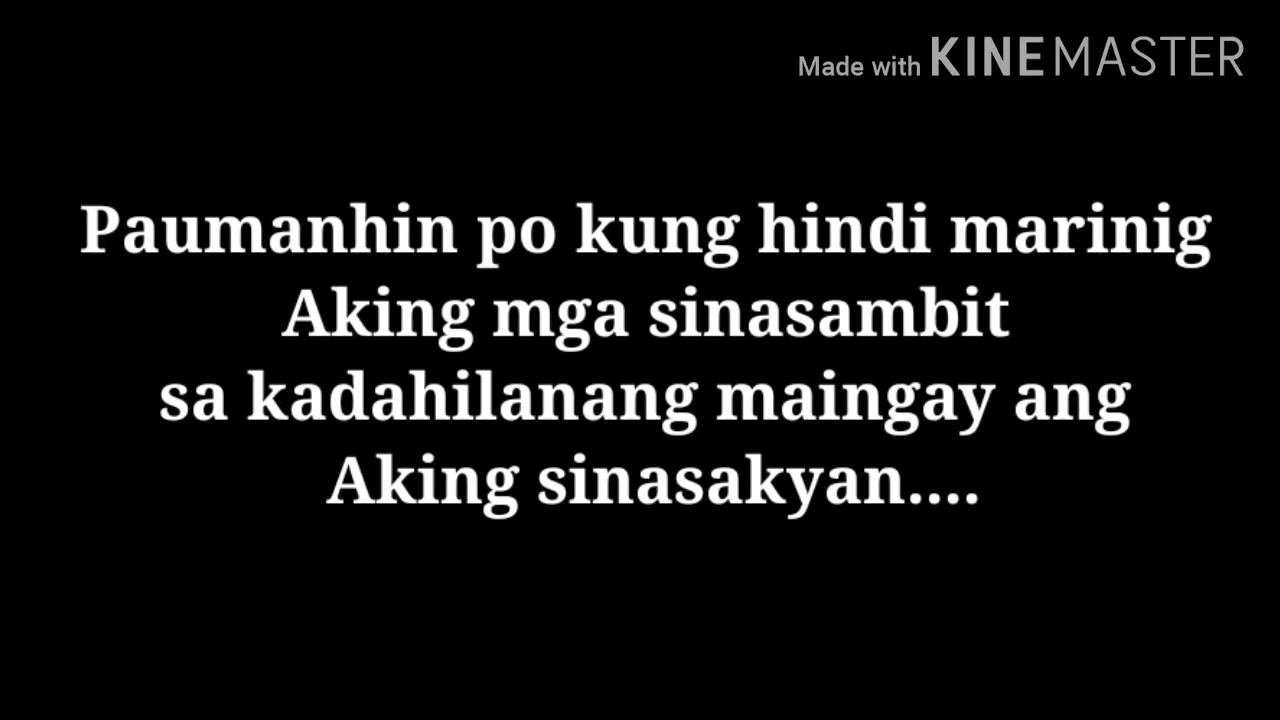 Made with KINEMASTER
Paumanhin po kung hindi marinig
Aking mga sinasambit
sa kadahilanang maingay ang
Aking sinasakyan....